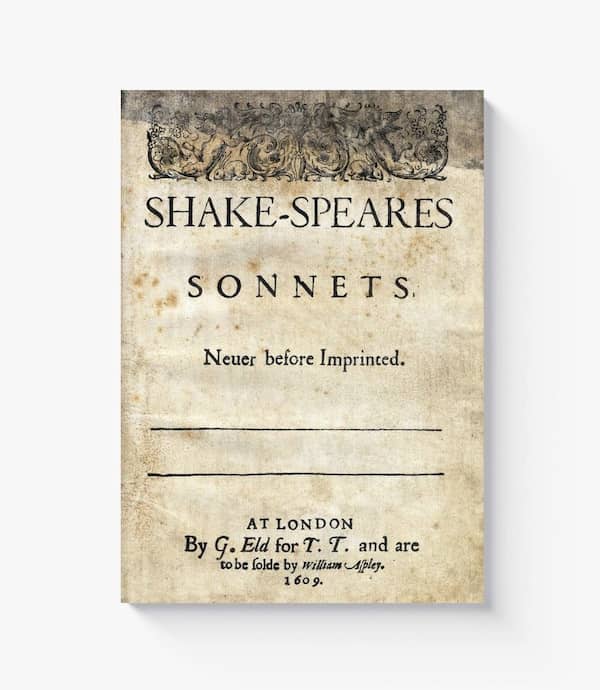 SHAKE-SPEARES
SONNETS.
Neuer before Imprinted.
AT LONDON
By G. Eld for T. T. and are
to be ſolde by William Aſpley.
1609.